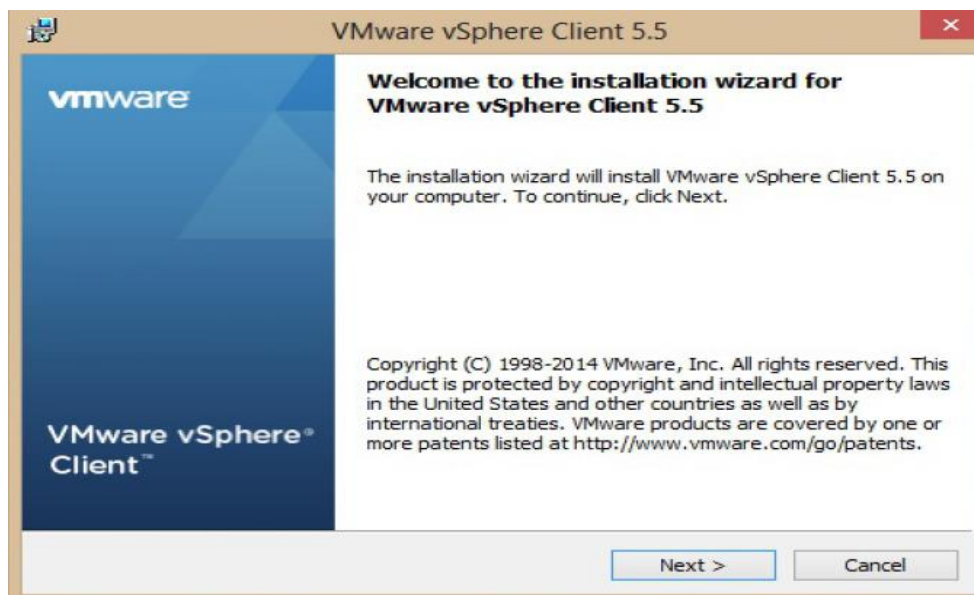 VMware vSphere Client 5.5
vmware
Welcome to the installation wizard for
VMware vSphere Client 5.5
The installation wizard will install VMware vSphere Client 5.5 on
your computer. To continue, click Next.
Copyright (C) 1998-2014 VMware, Inc. All rights reserved. This
product is protected by copyright and intellectual property laws
in the United States and other countries as well as by
international treaties. VMware products are covered by one or
more patents listed at http://www.vmware.com/go/patents.
VMware vSphere®
Client™
Next >
Cancel